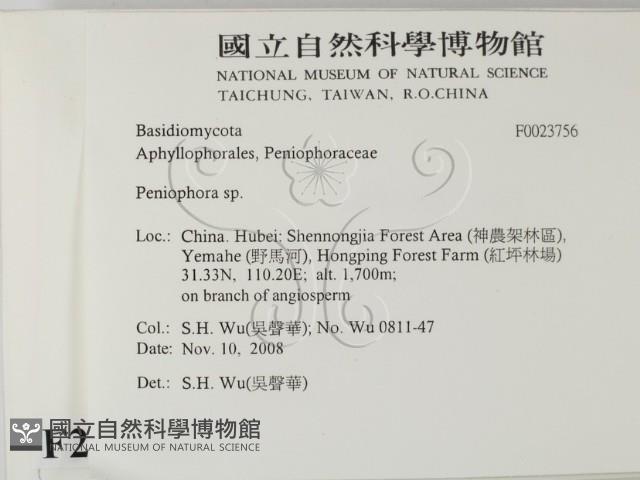 國立自然科學博物館
NATIONAL MUSEUM OF NATURAL SCIENCE
TAICHUNG, TAIWAN, R.O.CHINA
Basidiomycota F0023756
Aphyllophorales, Peniophoraceae
Peniophora sp.
Loc.: China. Hubei: Shennongjia Forest Area (神農架林區),
Yemahe (野馬河), Hongping Forest Farm (紅坪林場)
31.33N, 110.20E; alt. 1,700m;
on branch of angiosperm
Col.: S.H. Wu(吳聲華); No. Wu 0811-47
Date: Nov. 10, 2008
Det.: S.H. Wu(吳聲華)
F2
國立自然科學博物館
NATIONAL MUSEUM OF NATURAL SCIENCE